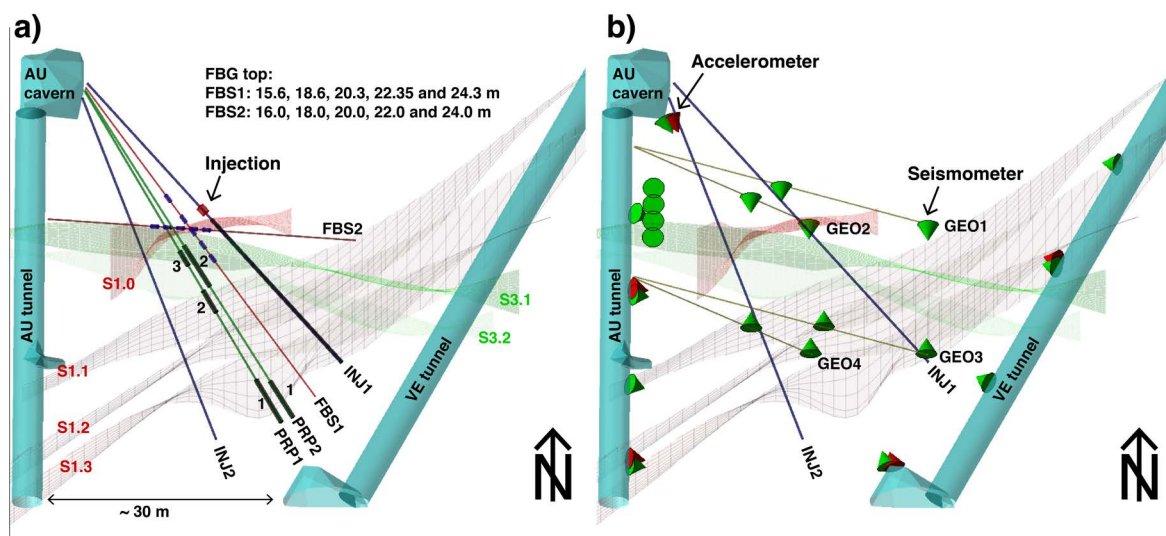 a)
AU
cavern
FBG top:
FBS1: 15.6, 18.6, 20.3, 22.35 and 24.3 m
FBS2: 16.0, 18.0, 20.0, 22.0 and 24.0 m
Injection
FBS2
3
2
2
S1.0
S3.1
S3.2
AU tunnel
VE tunnel
S1.1
INJ1
1
1
FBS1
PRP2
PRP1
S1.2
INJ2
S1.3
N
~ 30 m
b)
AU
cavern
Accelerometer
Seismometer
GEO2
GEO1
AU tunnel
GEO4
GEO3
INJ1
VE tunnel
INJ2
N